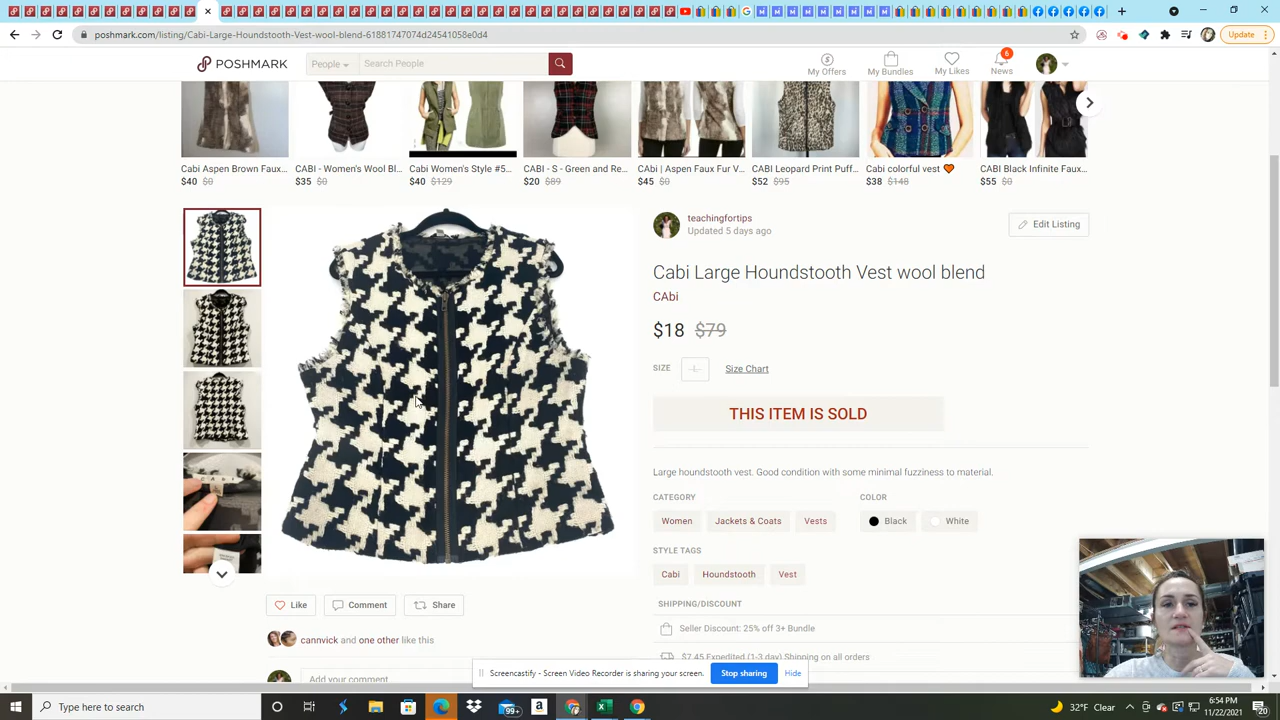 poshmark.com/listing/Cabi-Large-Houndstooth-Vest-wool-blend-61881747074d24541058e0d4
Update
POSHMARK
People
Search People
My Offers
My Bundles
My Likes
6
News
Cabi Aspen Brown Faux...
$40 $0
CABI - Women's Wool Bl...
$35 $0
Cabi Women's Style #5...
$40 $129
CABI - S - Green and Re...
$20 $89
CAbi | Aspen Faux Fur V...
$45 $0
CABI Leopard Print Puff...
$52 $95
Cabi colorful vest
$38 $148
CABI Black Infinite Faux...
$55 $0
teachingfortips
Updated 5 days ago
Edit Listing
Cabi Large Houndstooth Vest wool blend
CAbi
$18 $79
SIZE
L
Size Chart
THIS ITEM IS SOLD
Large houndstooth vest. Good condition with some minimal fuzziness to material.
CATEGORY
COLOR
Women
Jackets & Coats
Vests
Black
White
STYLE TAGS
Cabi
Houndstooth
Vest
SHIPPING/DISCOUNT
Seller Discount: 25% off 3+ Bundle
$7.45 Expedited (1-3 day) Shipping on all orders
Like
Comment
Share
cannvick and one other like this
Add your comment
Screencastify - Screen Video Recorder is sharing your screen.
Stop sharing
Hide
Type here to search
99+
32°F Clear
6:54 PM
11/22/2021
20